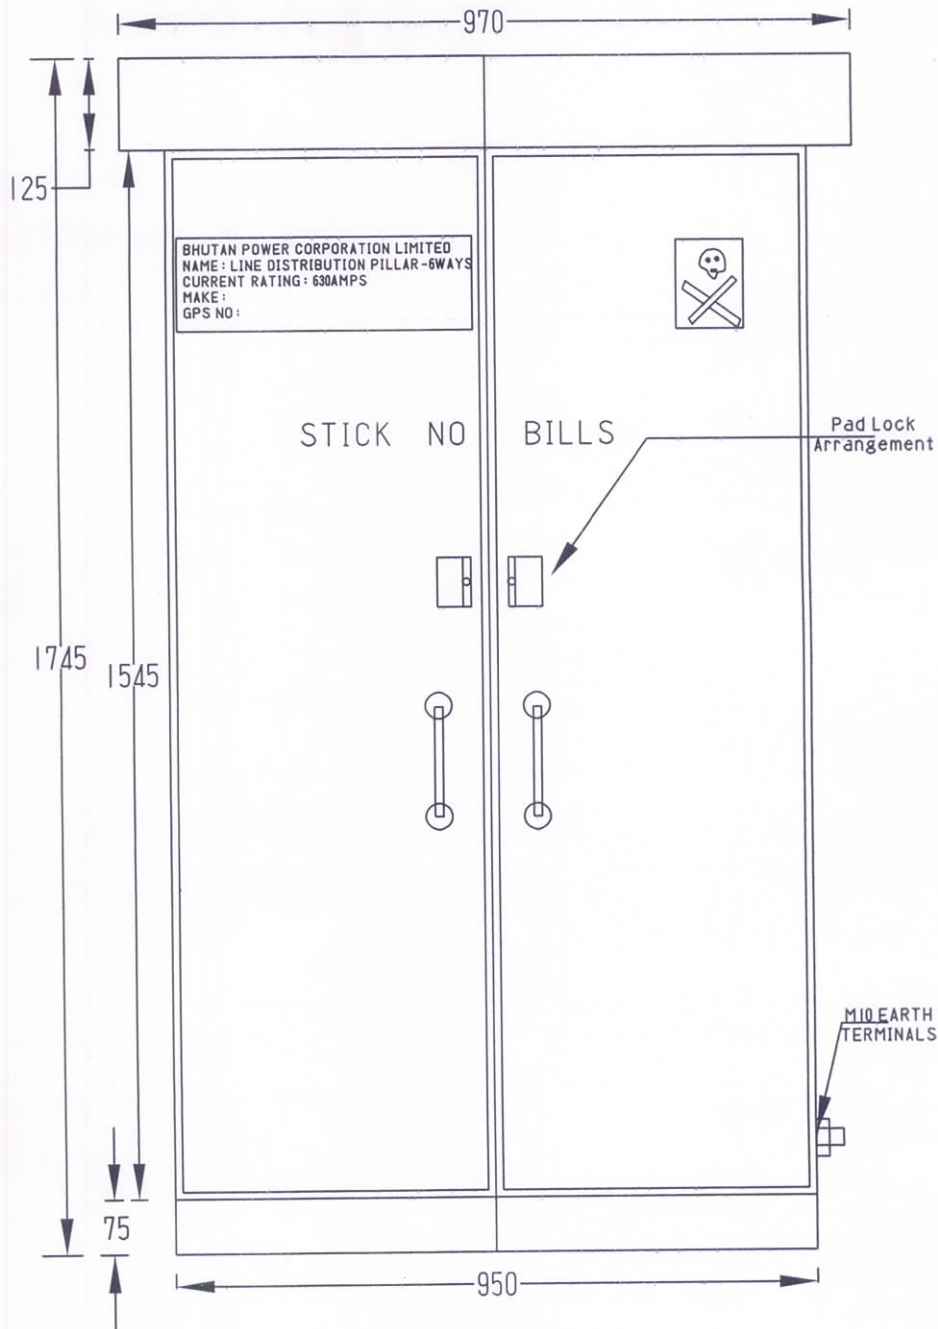 970
125
BHUTAN POWER CORPORATION LIMITED
NAME: LINE DISTRIBUTION PILLAR-6WAYS
CURRENT RATING: 630AMPS
MAKE:
GPS NO:
STICK NO BILLS
Pad Lock
Arrangement
1745
1545
M10 EARTH
TERMINALS
75
950